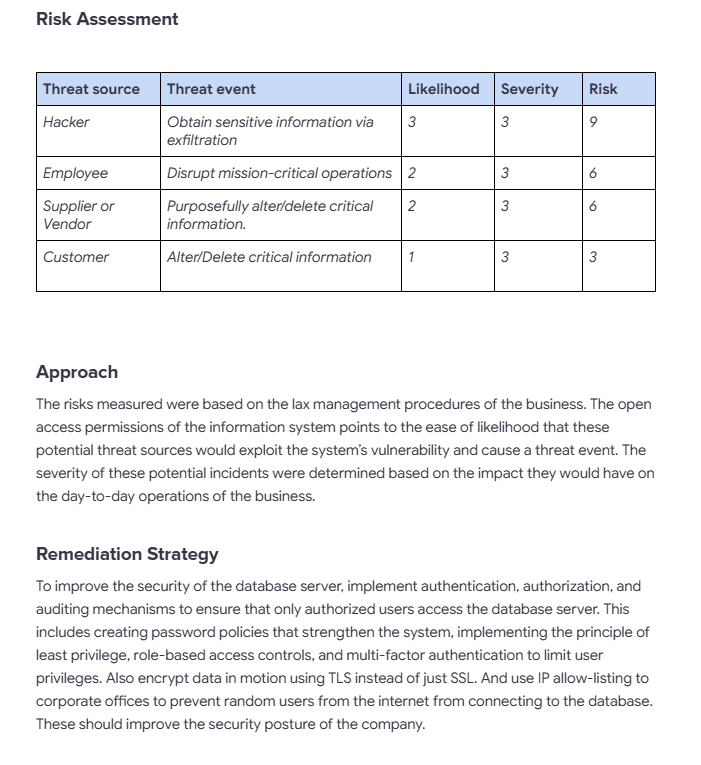 Risk Assessment
Threat source Threat event Likelihood Severity Risk
Hacker Obtain sensitive information via 3 3 9
exfiltration
Employee Disrupt mission-critical operations 2 3 6
Supplier or Purposefully alter/delete critical 2 3 6
Vendor information.
Customer Alter/Delete critical information 1 3 3
Approach
The risks measured were based on the lax management procedures of the business. The open
access permissions of the information system points to the ease of likelihood that these
potential threat sources would exploit the system's vulnerability and cause a threat event. The
severity of these potential incidents were determined based on the impact they would have on
the day-to-day operations of the business.
Remediation Strategy
To improve the security of the database server, implement authentication, authorization, and
auditing mechanisms to ensure that only authorized users access the database server. This
includes creating password policies that strengthen the system, implementing the principle of
least privilege, role-based access controls, and multi-factor authentication to limit user
privileges. Also encrypt data in motion using TLS instead of just SSL. And use IP allow-listing to
corporate offices to prevent random users from the internet from connecting to the database.
These should improve the security posture of the company.